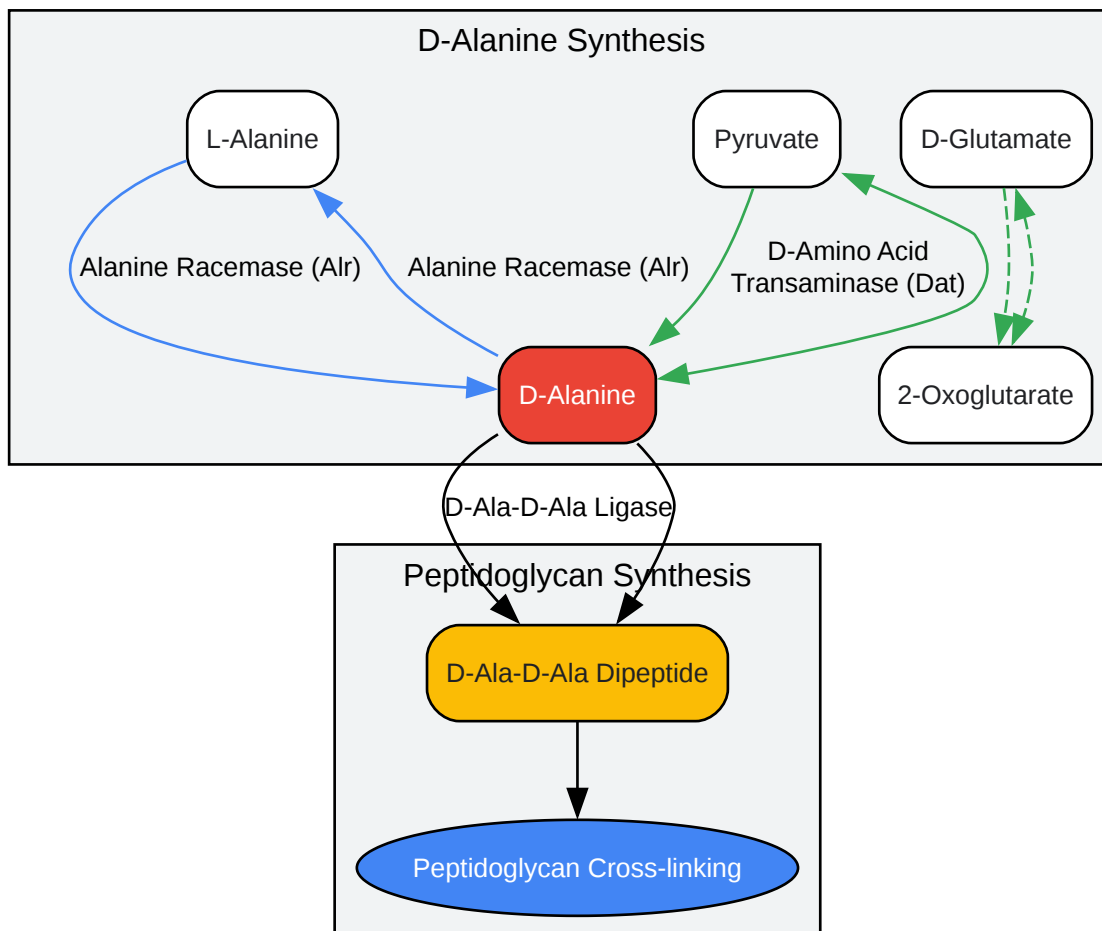 D-Alanine Synthesis
L-Alanine
Pyruvate
D-Glutamate
Alanine Racemase (Alr)
Alanine Racemase (Alr)
D-Amino Acid
Transaminase (Dat)
D-Alanine
2-Oxoglutarate
D-Ala-D-Ala Ligase
Peptidoglycan Synthesis
D-Ala-D-Ala Dipeptide
Peptidoglycan Cross-linking